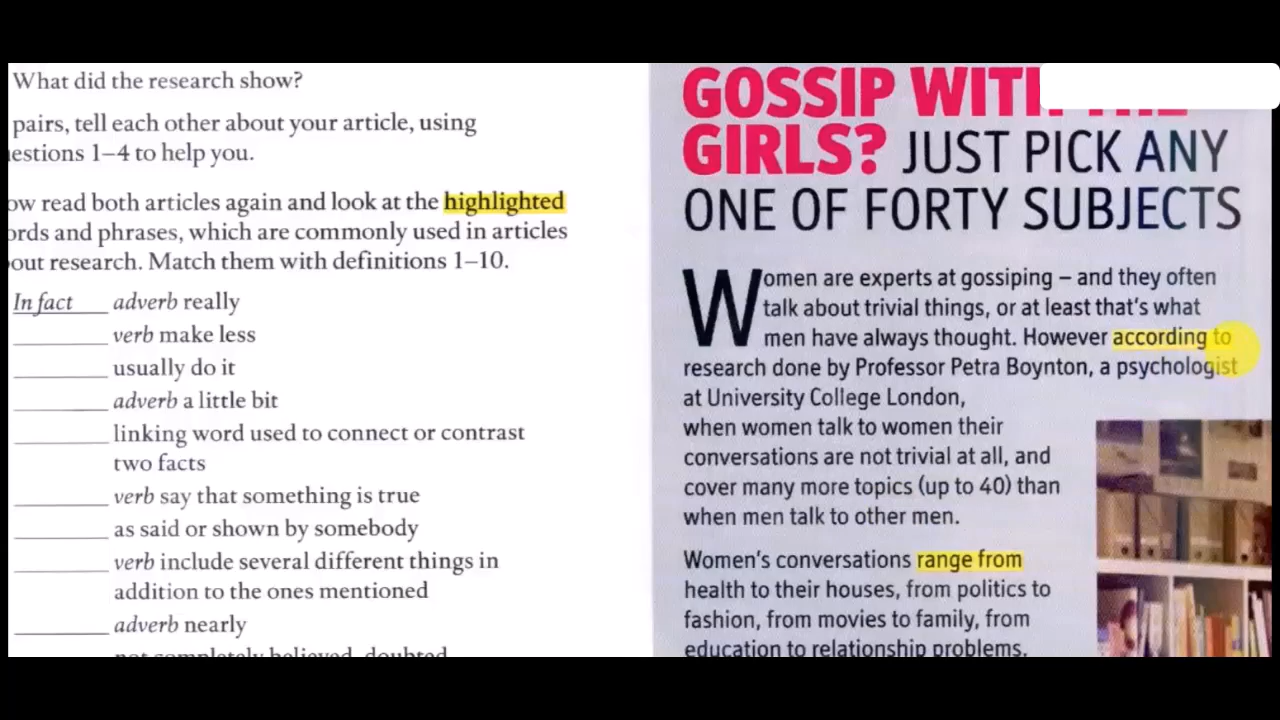 What did the research show?
pairs, tell each other about your article, using
estions 1–4 to help you.
ow read both articles again and look at the highlighted
ords and phrases, which are commonly used in articles
out research. Match them with definitions 1–10.
In fact adverb really
verb make less
usually do it
adverb a little bit
linking word used to connect or contrast
two facts
verb say that something is true
as said or shown by somebody
verb include several different things in
addition to the ones mentioned
adverb nearly
not completely believed, doubted
GOSSIP WITH THE
GIRLS? JUST PICK ANY
ONE OF FORTY SUBJECTS
Women are experts at gossiping – and they often
talk about trivial things, or at least that's what
men have always thought. However according to
research done by Professor Petra Boynton, a psychologist
at University College London,
when women talk to women their
conversations are not trivial at all, and
cover many more topics (up to 40) than
when men talk to other men.
Women's conversations range from
health to their houses, from politics to
fashion, from movies to family, from
education to relationship problems,